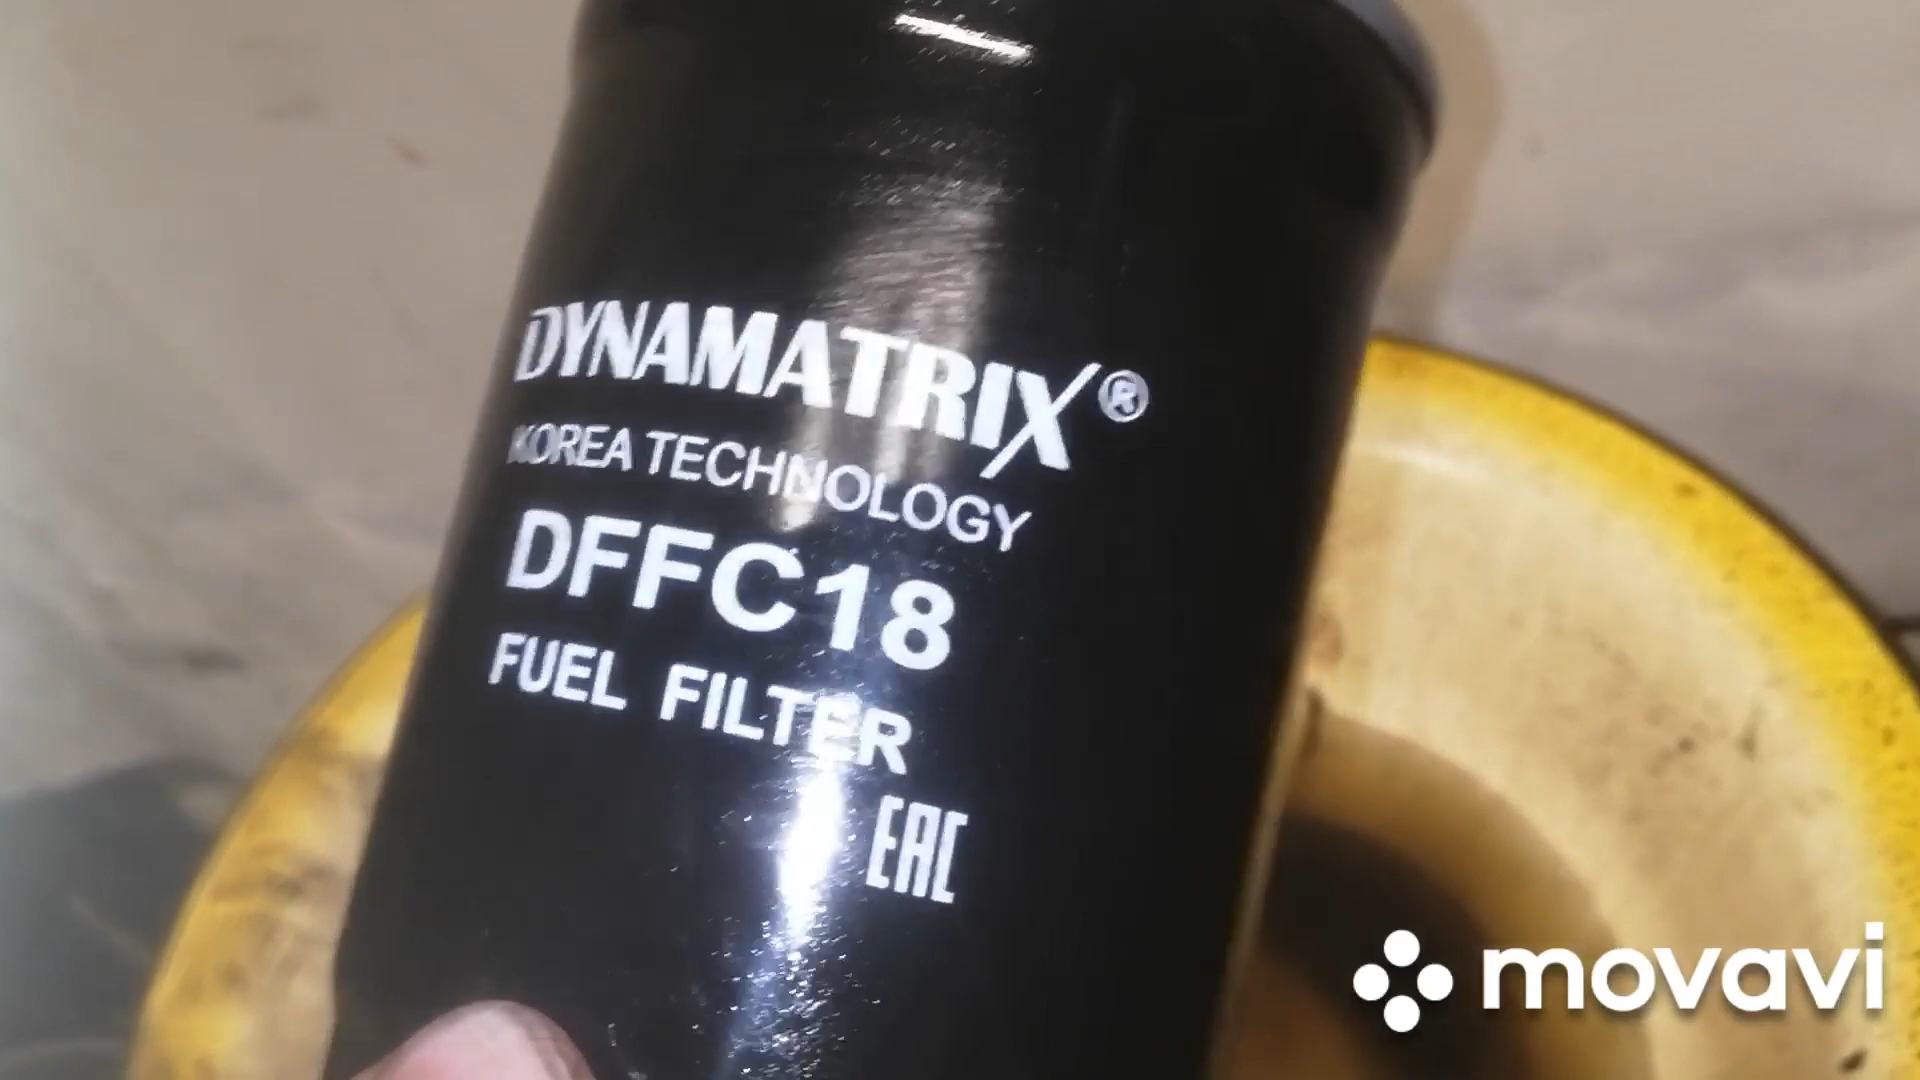 DYNAMATRIX®
KOREA TECHNOLOGY
DFFC18
FUEL FILTER
EAC
movavi